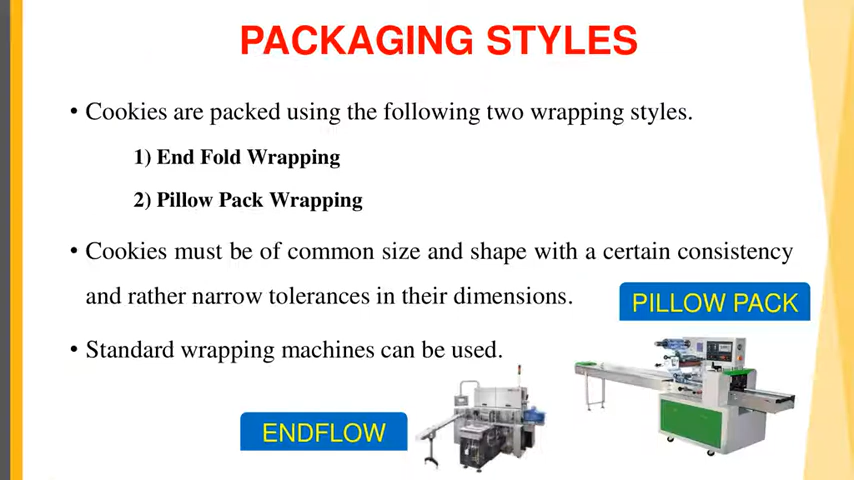 PACKAGING STYLES
• Cookies are packed using the following two wrapping styles.
1) End Fold Wrapping
2) Pillow Pack Wrapping
• Cookies must be of common size and shape with a certain consistency
and rather narrow tolerances in their dimensions.
PILLOW PACK
• Standard wrapping machines can be used.
ENDFLOW